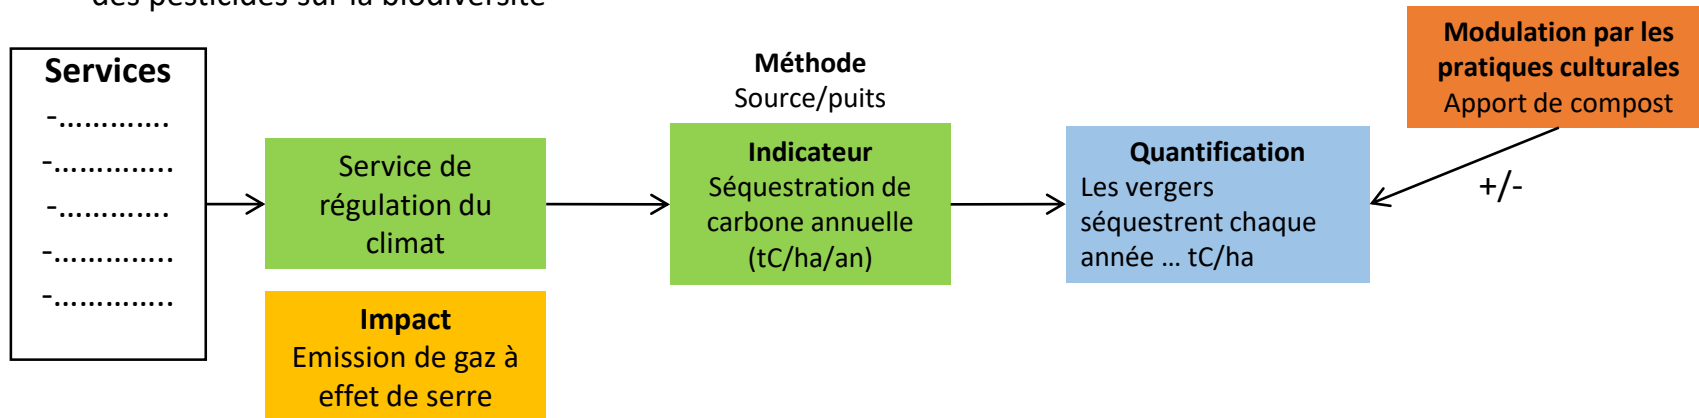 des pesticides sur la biodiversité
Services
-………….
-…………..
-………….
-…………..
-…………..
Service de
régulation du
climat
Impact
Emission de gaz à
effet de serre
Méthode
Source/puits
Indicateur
Séquestration de
carbone annuelle
(tC/ha/an)
Quantification
Les vergers
séquestrent chaque
année … tC/ha
Modulation par les
pratiques culturales
Apport de compost
+/-